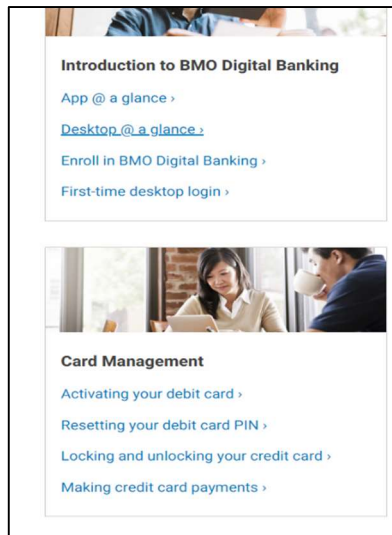 Introduction to BMO Digital Banking
App @ a glance ›
Desktop @ a glance ›
Enroll in BMO Digital Banking ›
First-time desktop login ›
Card Management
Activating your debit card ›
Resetting your debit card PIN ›
Locking and unlocking your credit card ›
Making credit card payments ›